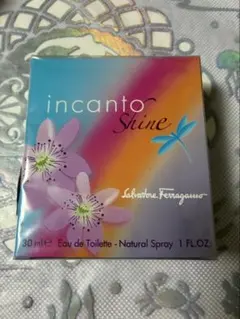 incanto
Shine
Salvatore Ferragamo
30 ml e Eau de Toilette - Natural Spray 1 FL.OZ